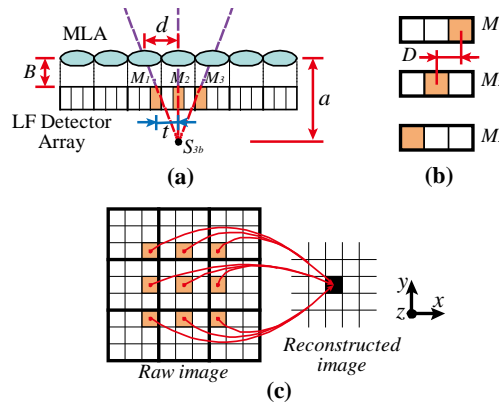 MLA
d
B
M₁ M₂ M₃
a
LF Detector
Array
t
S₃b
(a)
D
M
M
M
(b)
Raw image
Reconstructed
image
y
z
x
(c)